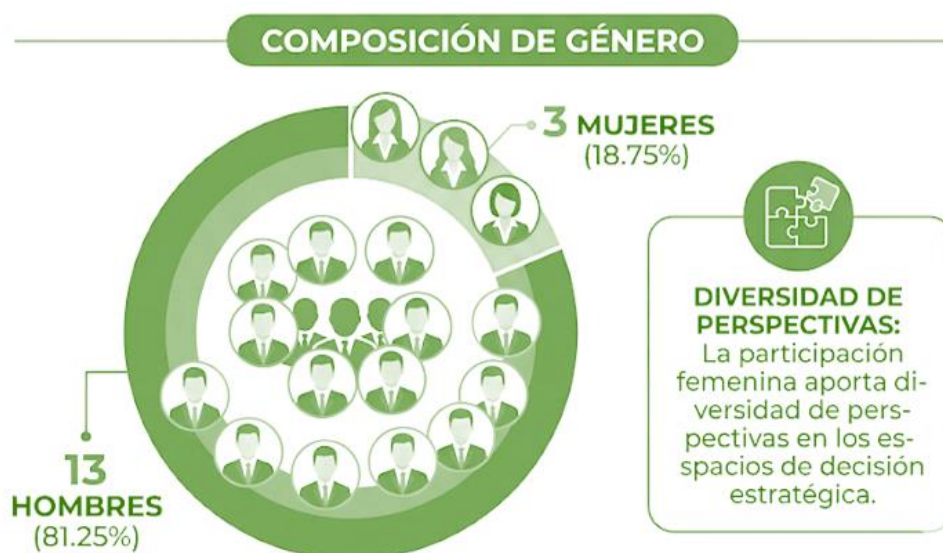 COMPOSICIÓN DE GÉNERO
3 MUJERES
(18.75%)
13
HOMBRES
(81.25%)
DIVERSIDAD DE
PERSPECTIVAS:
La participación
femenina aporta di-
versidad de pers-
pectivas en los es-
spacios de decisión
estratégica.